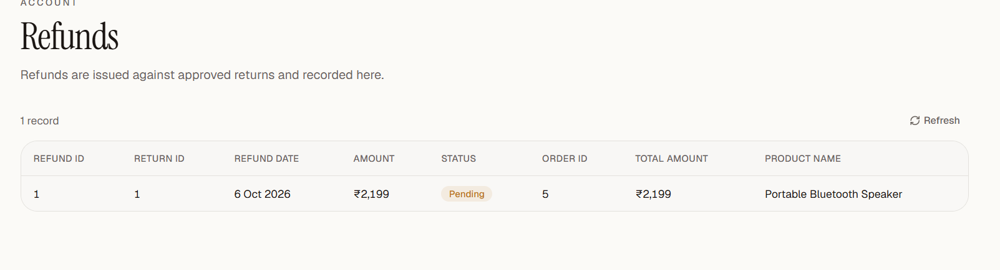 ACCOUNT
Refunds
Refunds are issued against approved returns and recorded here.
1 record
Refresh
REFUND ID RETURN ID REFUND DATE AMOUNT STATUS ORDER ID TOTAL AMOUNT PRODUCT NAME
1 1 6 Oct 2026 ₹2,199 Pending 5 ₹2,199 Portable Bluetooth Speaker